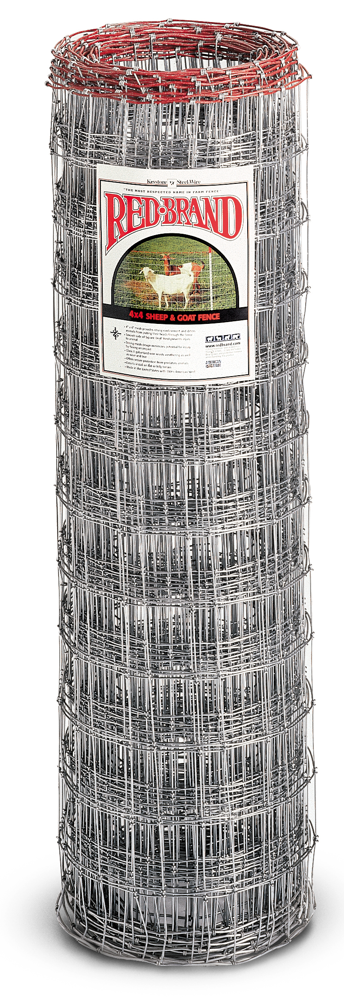 Keystone Steel & Wire
"THE MOST RESPECTED NAME IN FARM FENCE"
RED BRAND
4x4 SHEEP & GOAT FENCE
• 4" x 4" mesh provides strong confinement and deters
animals from putting their heads through the fence
• Smooth side of Square Deal® Knot prevents injury
to animal
• Strong mesh design minimizes potential for injury
by flexing on impact
• Class 1 galvanized wire resists weathering as well
as wear and tear
• Offers secure protection from predatory animals
• Easy to install on flat or hilly terrain
• Made in the United States with 100% American Steel
www.redbrand.com
AMERICAN
MADE